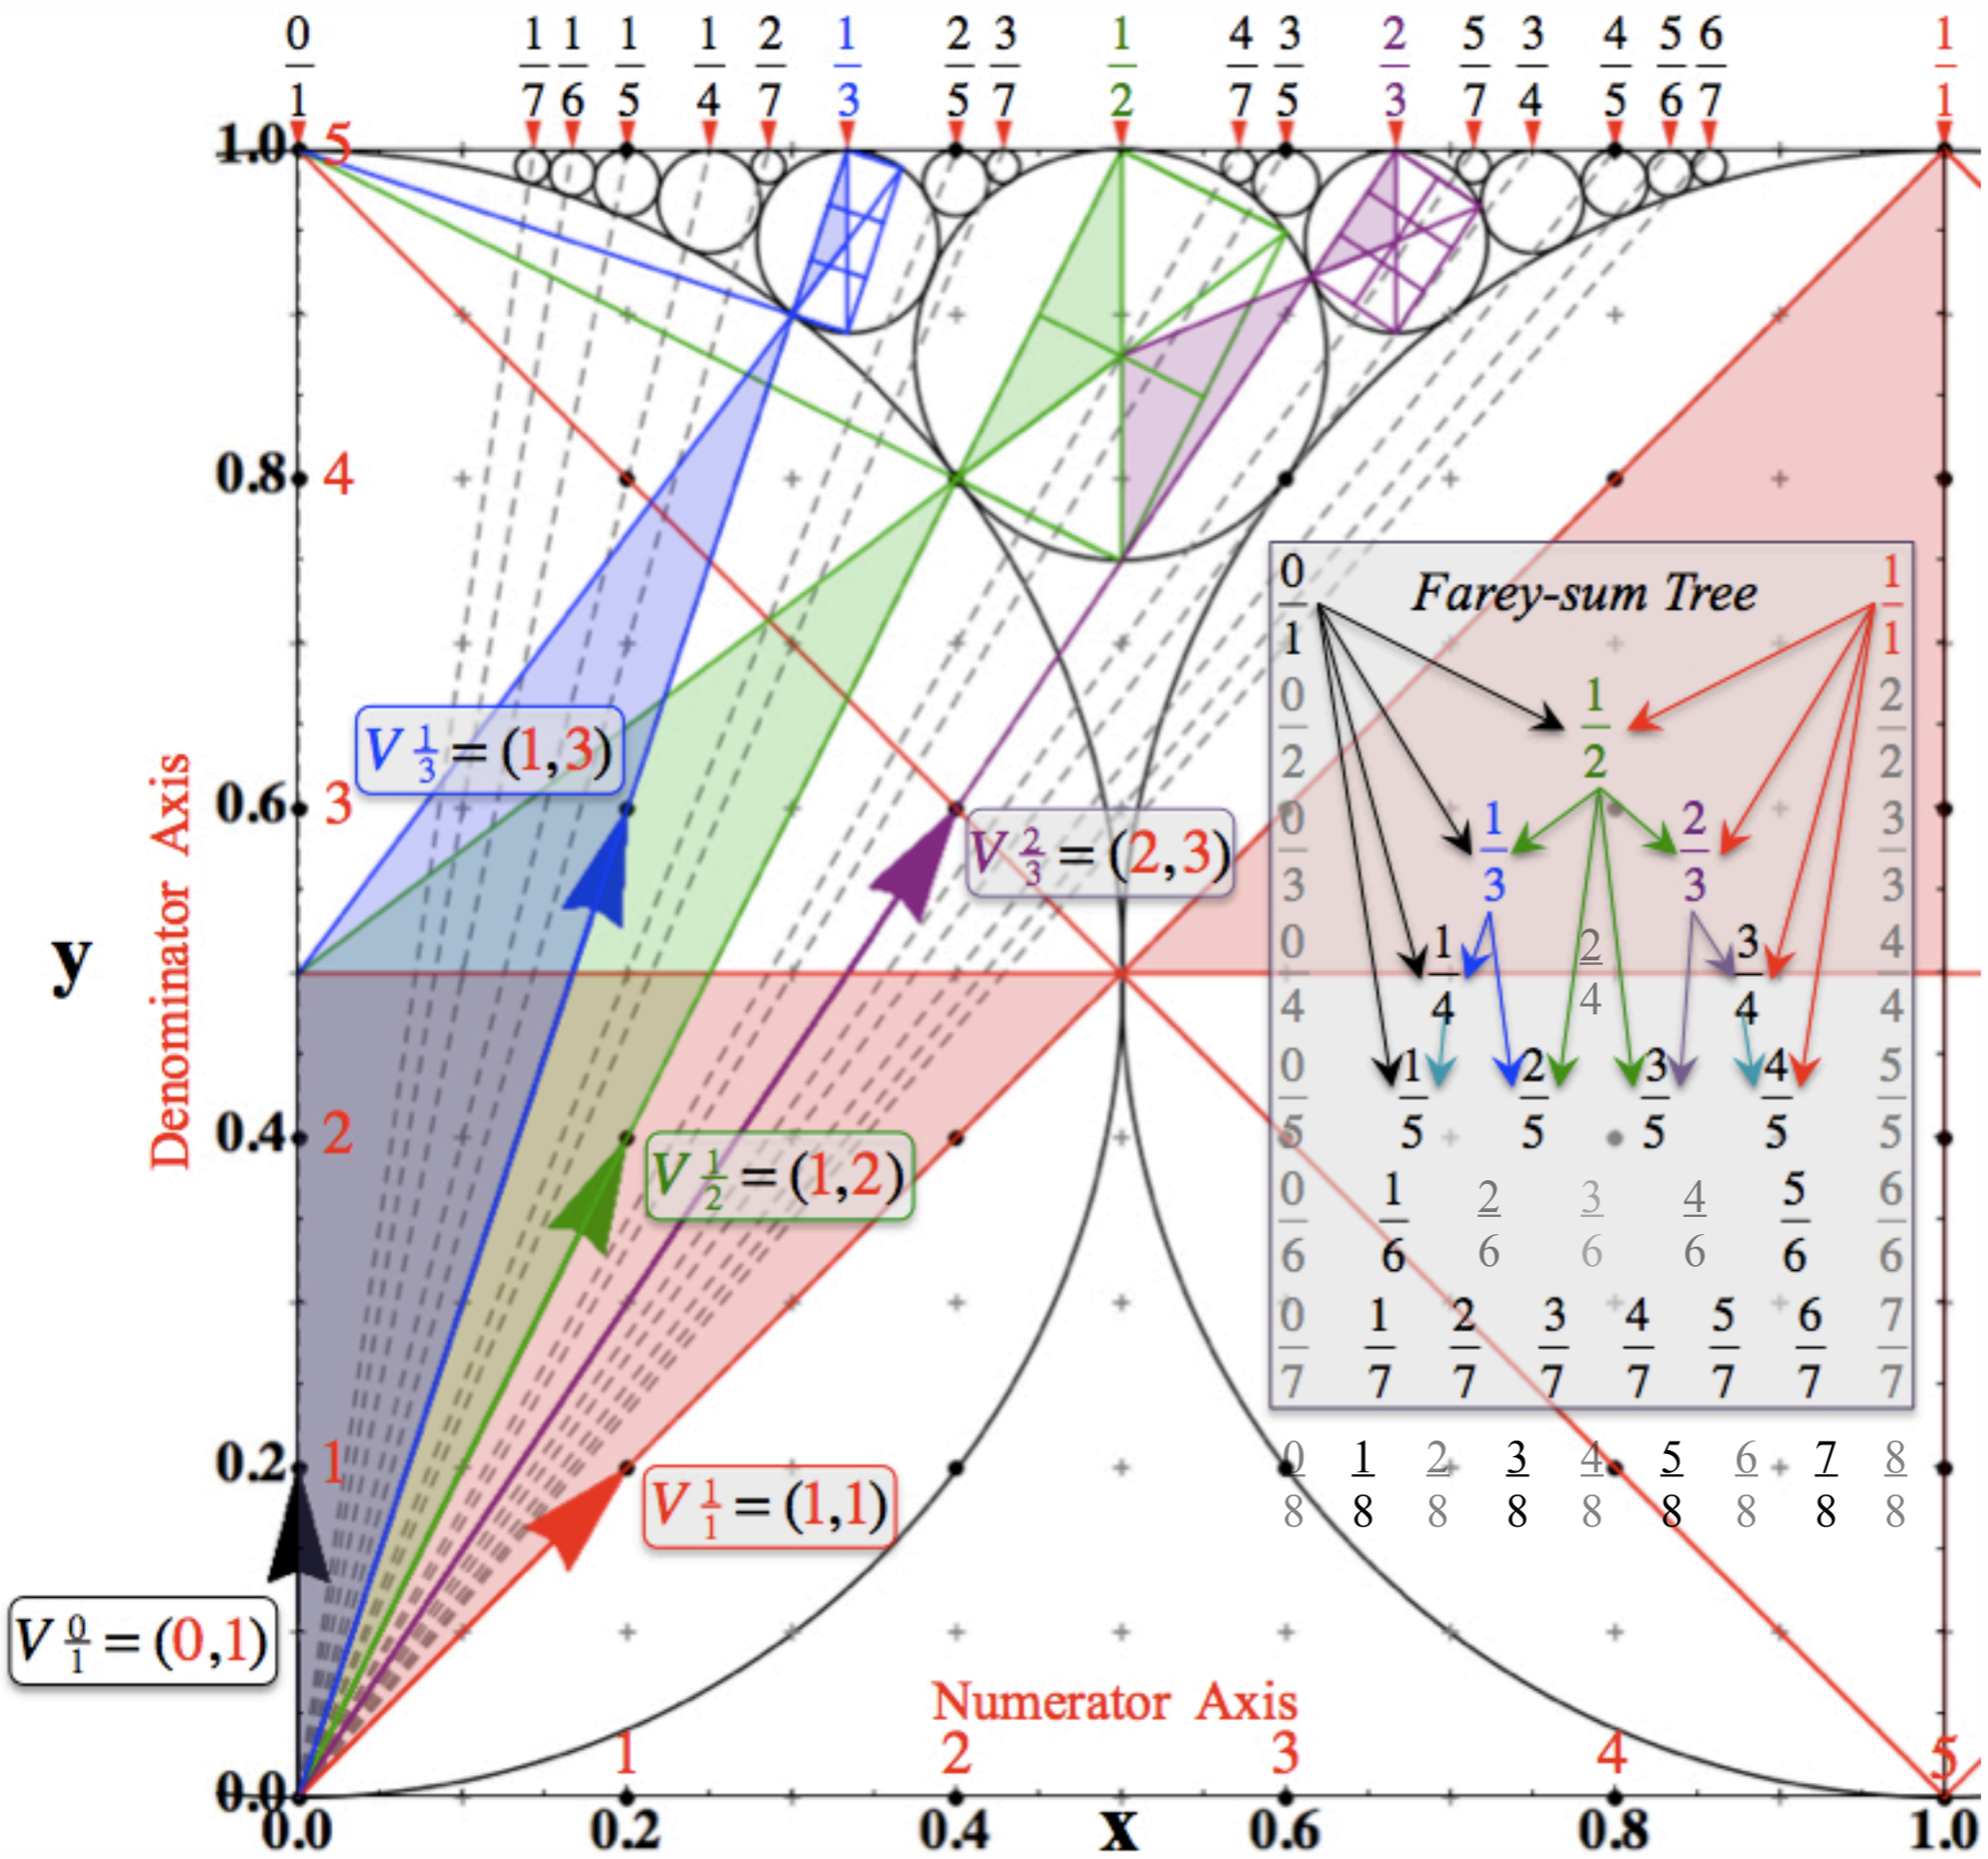 0 1 1 1 1 2 1 2 3 1 4 3 2 5 3 4 5 6 1
1 7 6 5 4 7 3 5 7 2 7 5 3 7 4 5 6 7 1
1.0 5
0.8 4
0 Farey-sum Tree 1
1 1
0 1 2
2 2 2
V 1/3 = (1,3)
0.6 3
V 2/3 = (2,3)
0 1 2 3
3 3 3 3
Denominator Axis
y
0 1 2 3 4
4 4 4 4 4
0 1 2 3 4 5
5 5 5 5 5 5
0.4 2
V 1/2 = (1,2)
0 1 2 3 4 5 6
6 6 6 6 6 6 6
0 1 2 3 4 5 6 7
7 7 7 7 7 7 7 7
0.2 1
0 1 2 3 4 5 6 7 8
8 8 8 8 8 8 8 8 8
V 1/1 = (1,1)
V 0/1 = (0,1)
Numerator Axis
1 2 3 4 5
0.0
0.0 0.2 0.4 x 0.6 0.8 1.0